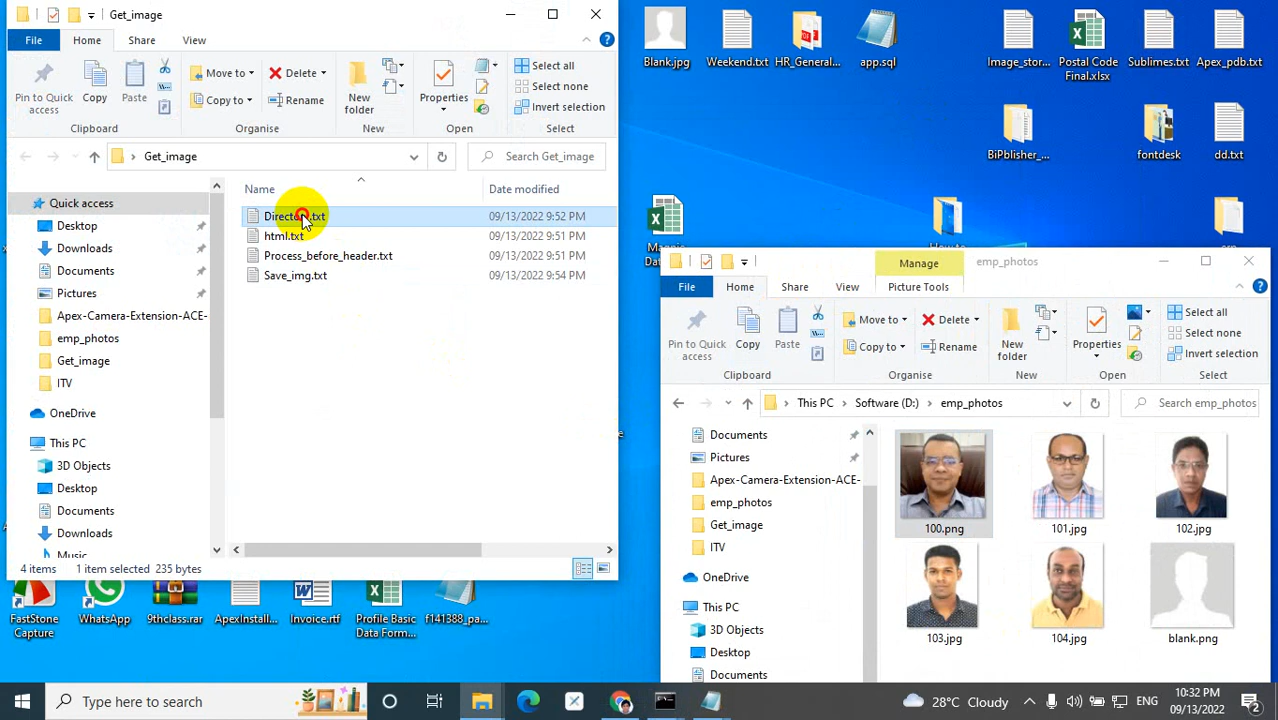 Get_image
File
Home
Share
View
Pin to Quick access
Copy
Paste
Move to
Copy to
Delete
Rename
New folder
Properties
Select all
Select none
Invert selection
Clipboard
Organise
New
Open
Select
Get_image
Search Get_image
Name
Date modified
Quick access
Desktop
Downloads
Documents
Pictures
Apex-Camera-Extension-ACE-
emp_photos
Get_image
ITV
OneDrive
This PC
3D Objects
Desktop
Documents
Downloads
Music
html.txt
Process_before_header.txt
Save_img.txt
09/13/2022 9:52 PM
09/13/2022 9:51 PM
09/13/2022 9:51 PM
09/13/2022 9:54 PM
4 items
1 item selected 235 bytes
Blank.jpg
Weekend.txt
HR_General...
app.sql
Image_stor...
Postal Code Final.xlsx
Sublimes.txt
Apex_pdb.txt
BiPblisher_...
fontdesk
dd.txt
Manage
emp_photos
File
Home
Share
View
Picture Tools
Pin to Quick access
Copy
Paste
Move to
Copy to
Delete
Rename
New folder
Properties
Select all
Select none
Invert selection
Clipboard
Organise
New
Open
Select
This PC
Software (D:)
emp_photos
Search emp_photos
Documents
Pictures
Apex-Camera-Extension-ACE-
emp_photos
Get_image
ITV
OneDrive
This PC
3D Objects
Desktop
Documents
100.png
101.jpg
102.jpg
103.jpg
104.jpg
blank.png
FastStone Capture
WhatsApp
9thclass.rar
ApexInstall...
Invoice.rtf
Profile Basic Data Form...
f141388_pa...
Type here to search
28°C Cloudy
ENG
10:32 PM
09/13/2022
2